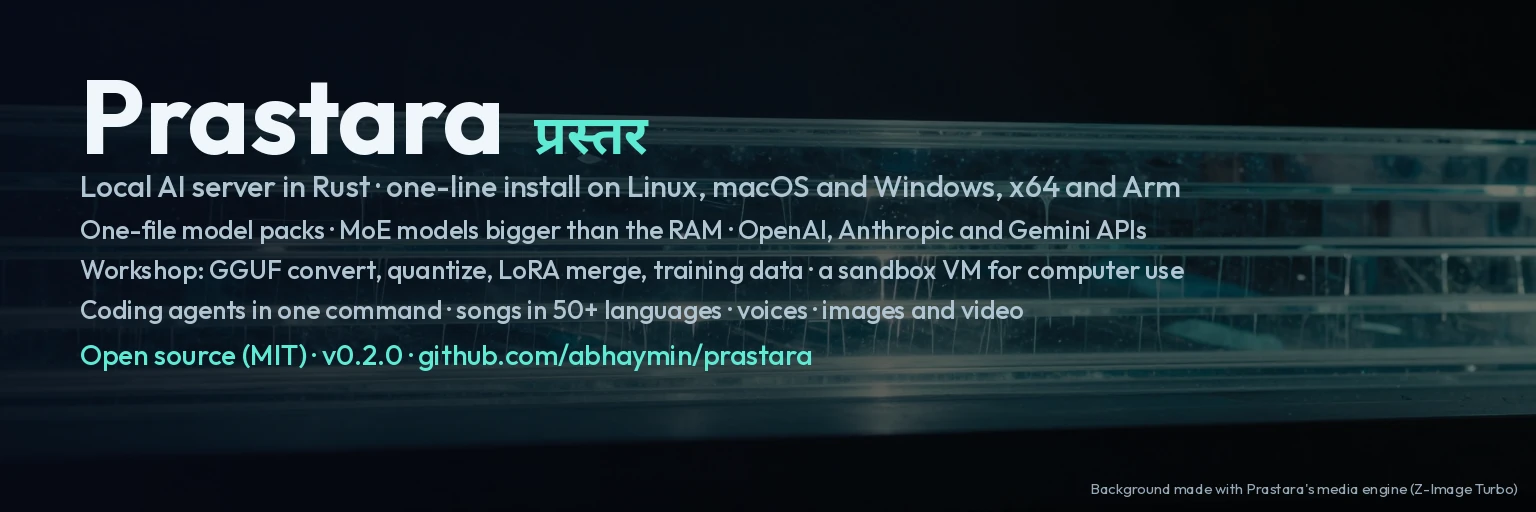 Prastara प्रस्तर
Local AI server in Rust · one-line install on Linux, macOS and Windows, x64 and Arm
One-file model packs · MoE models bigger than the RAM · OpenAI, Anthropic and Gemini APIs
Workshop: GGUF convert, quantize, LoRA merge, training data · a sandbox VM for computer use
Coding agents in one command · songs in 50+ languages · voices · images and video
Open source (MIT) · v0.2.0 · github.com/abhaymin/prastara
Background made with Prastara's media engine (Z-Image Turbo)